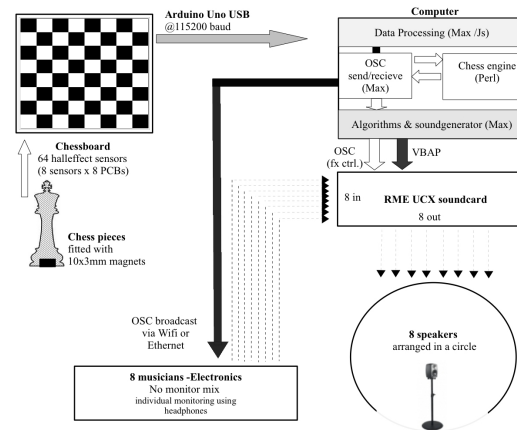 Arduino Uno USB
@115200 baud
Computer
Data Processing (Max /Js)
OSC
send/recieve
(Max)
Chess engine
(Perl)
Algorithms & soundgenerator (Max)
Chessboard
64 halleffect sensors
(8 sensors x 8 PCBs)
OSC
(fx ctrl.)
VBAP
8 in
RME UCX soundcard
8 out
Chess pieces
fitted with
10x3mm magnets
OSC broadcast
via Wifi or
Ethernet
8 speakers
arranged in a circle
8 musicians -Electronics
No monitor mix
individual monitoring using
headphones